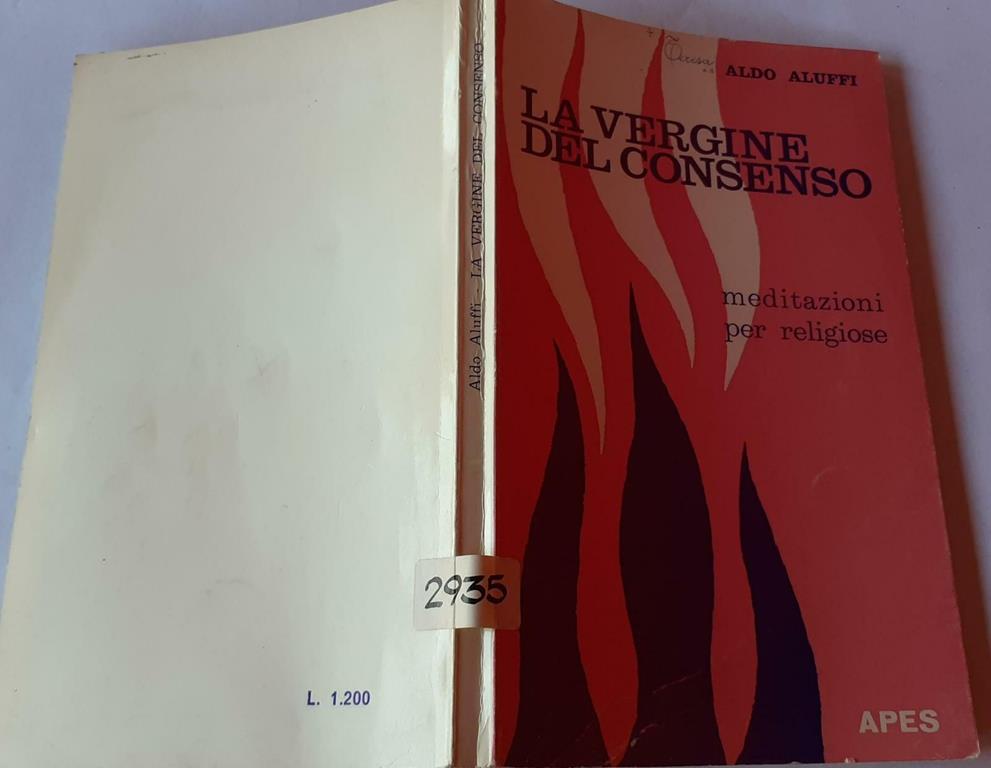 ALDO ALUFFI
LA VERGINE
DEL CONSENSO
meditazioni
per religiose
APES
Aldo Aluffi - LA VERGINE DEL CONSENSO
2935
L. 1.200